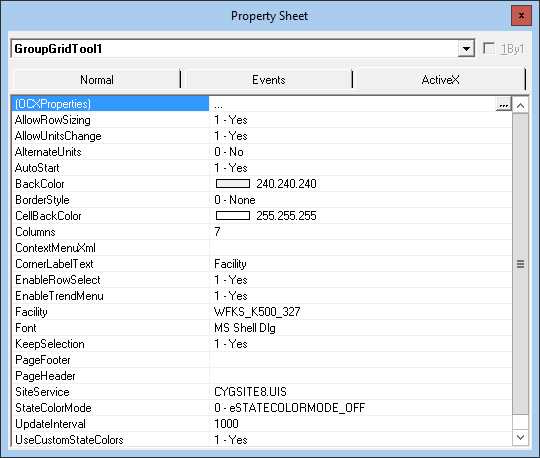 Property Sheet
x
GroupGridTool1 1By1
Normal Events ActiveX
(OCXProperties) ... ...
AllowRowSizing 1 - Yes
AllowUnitsChange 1 - Yes
AlternateUnits 0 - No
AutoStart 1 - Yes
BackColor 240.240.240
BorderStyle 0 - None
CellBackColor 255.255.255
Columns 7
ContextMenuXml
CornerLabelText Facility
EnableRowSelect 1 - Yes
EnableTrendMenu 1 - Yes
Facility WFKS_K500_327
Font MS Shell Dlg
KeepSelection 1 - Yes
PageFooter
PageHeader
SiteService CYGSITE8.UIS
StateColorMode 0 - eSTATECOLORMODE_OFF
UpdateInterval 1000
UseCustomStateColors 1 - Yes